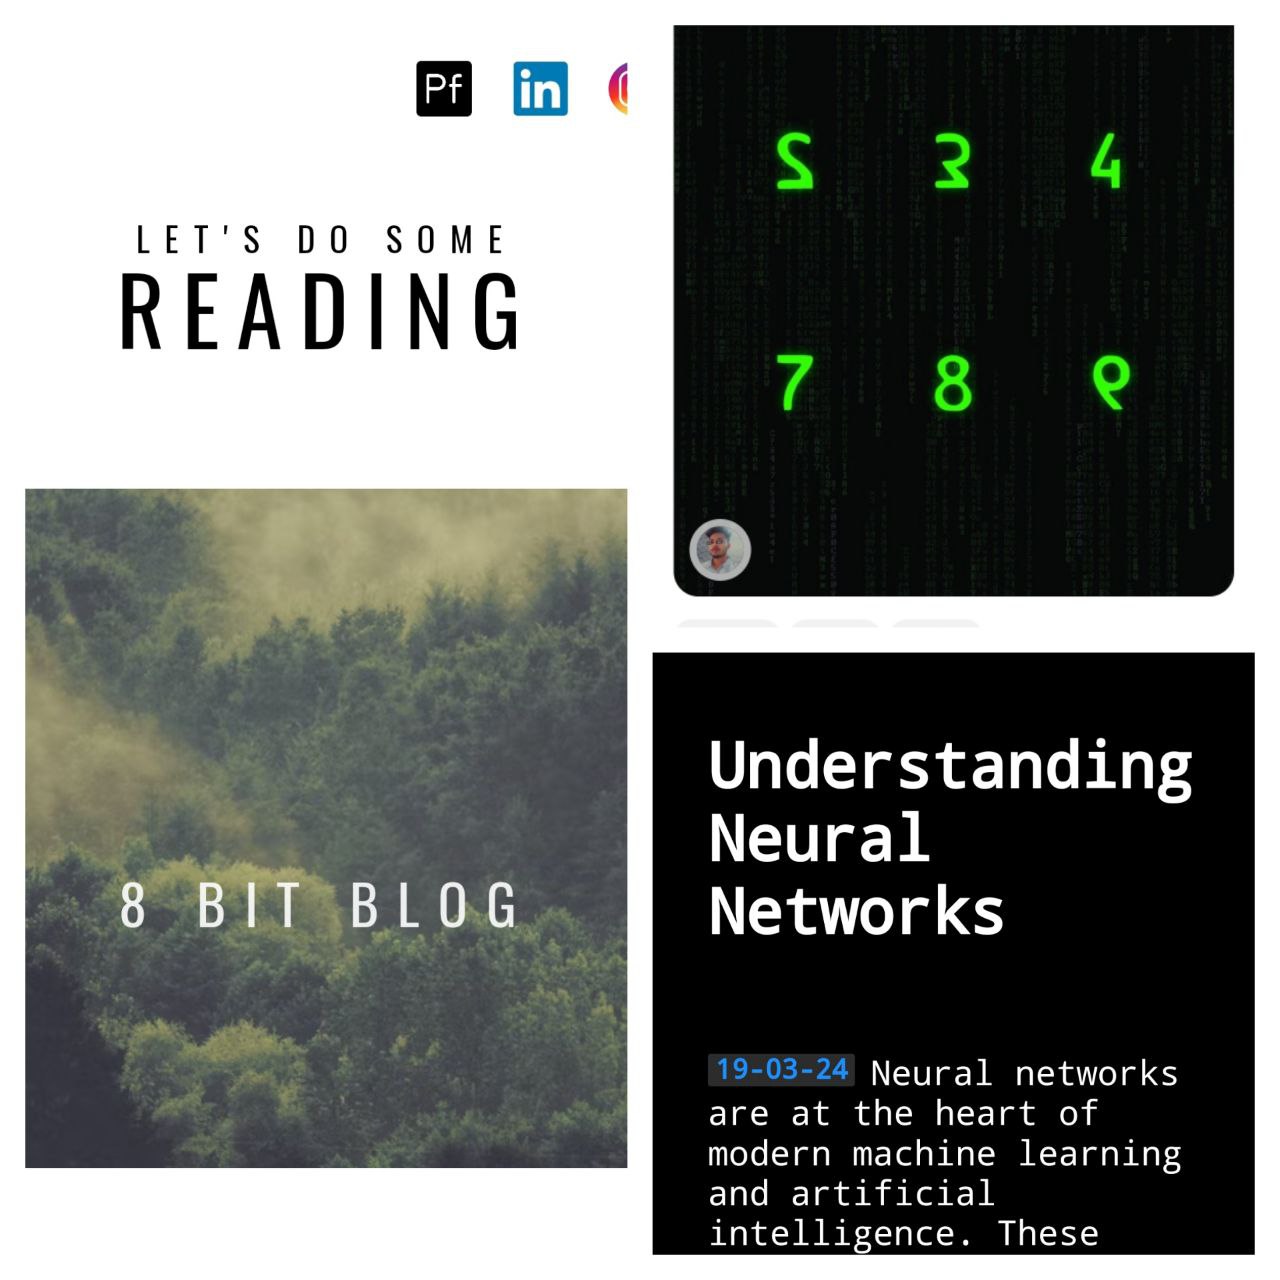 Pf
in
LET'S DO SOME
READING
8 BIT BLOG
2 3 4
7 8 9
Understanding
Neural
Networks
19-03-24 Neural networks
are at the heart of
modern machine learning
and artificial
intelligence. These